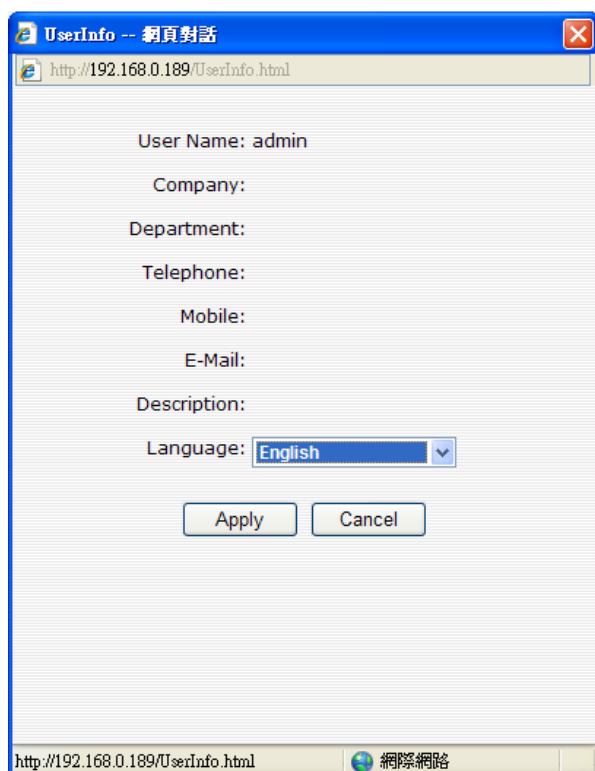 UserInfo -- 網頁對話
http://192.168.0.189/UserInfo.html
User Name: admin
Company:
Department:
Telephone:
Mobile:
E-Mail:
Description:
Language: English
Apply Cancel
http://192.168.0.189/UserInfo.html 網際網路